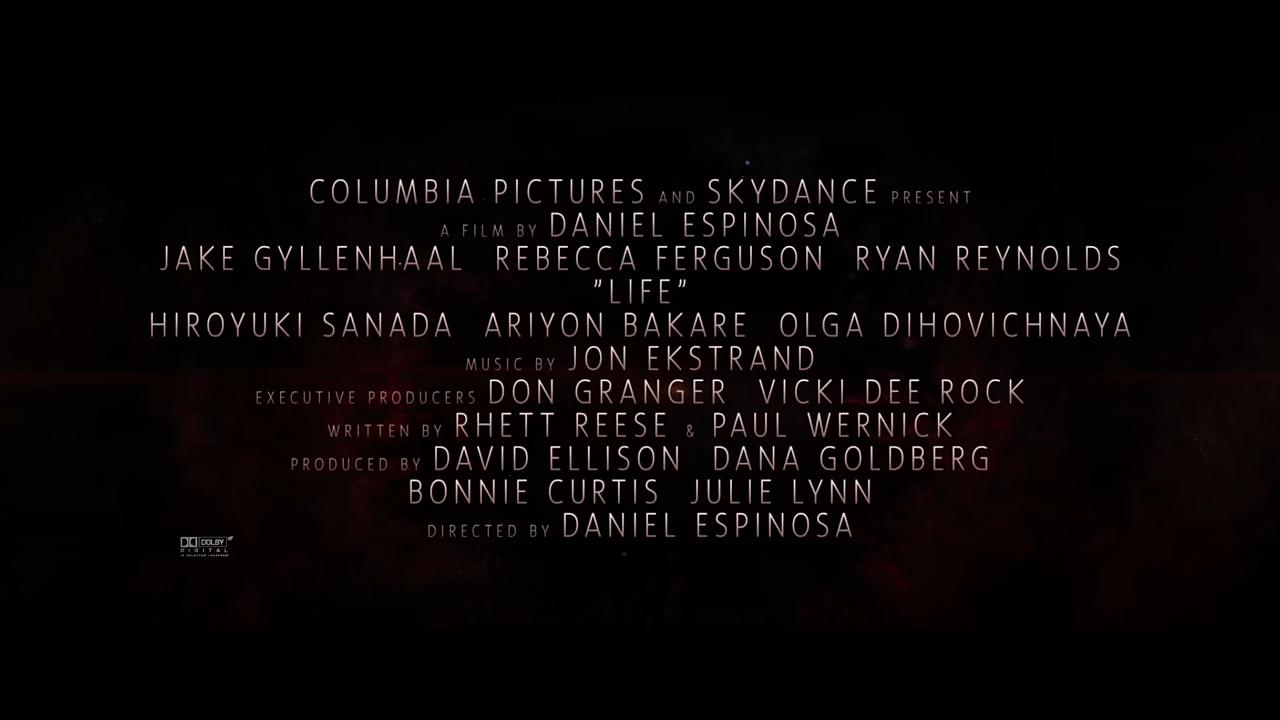 COLUMBIA PICTURES AND SKYDANCE PRESENT
A FILM BY DANIEL ESPINOSA
JAKE GYLLENHAAL REBECCA FERGUSON RYAN REYNOLDS
"LIFE"
HIROYUKI SANADA ARIYON BAKARE OLGA DIHOVICHNAYA
MUSIC BY JON EKSTRAND
EXECUTIVE PRODUCERS DON GRANGER VICKI DEE ROCK
WRITTEN BY RHETT REESE & PAUL WERNICK
PRODUCED BY DAVID ELLISON DANA GOLDBERG
BONNIE CURTIS JULIE LYNN
DIRECTED BY DANIEL ESPINOSA
DOLBY
DIGITAL